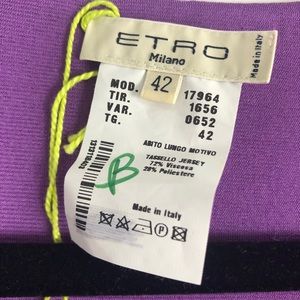 ETRO
Milano
Made in Italy
42
MOD. 17964
TIR. 1656
VAR. 0652
TG. 42
ABITO LUNGO MOTIVO
TASSELLO JERSEY
72% Viscosa
28% Poliestere
B
Made in Italy
P